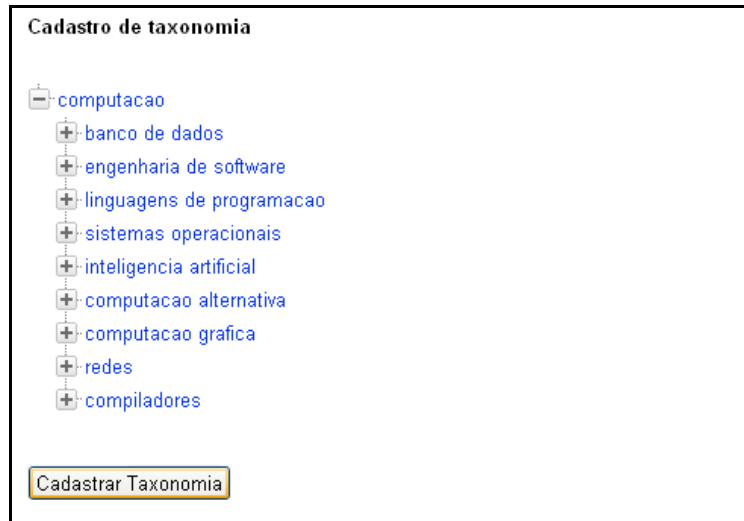 Cadastro de taxonomia
computacao
banco de dados
engenharia de software
linguagens de programacao
sistemas operacionais
inteligencia artificial
computacao alternativa
computacao grafica
redes
compiladores
Cadastrar Taxonomia